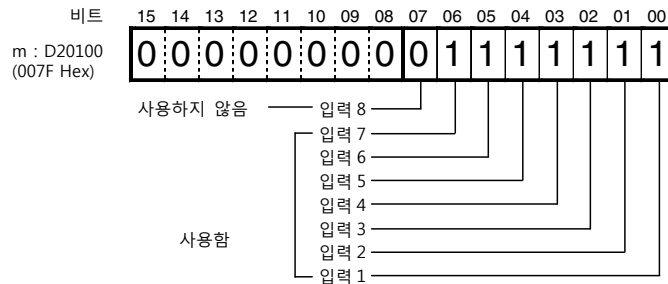 비트 15 14 13 12 11 10 09 08 07 06 05 04 03 02 01 00
m : D20100 0 0 0 0 0 0 0 0 0 1 1 1 1 1 1 1
(007F Hex)
사용하지 않음 입력 8
입력 7
입력 6
입력 5
입력 4
입력 3
사용함
입력 2
입력 1